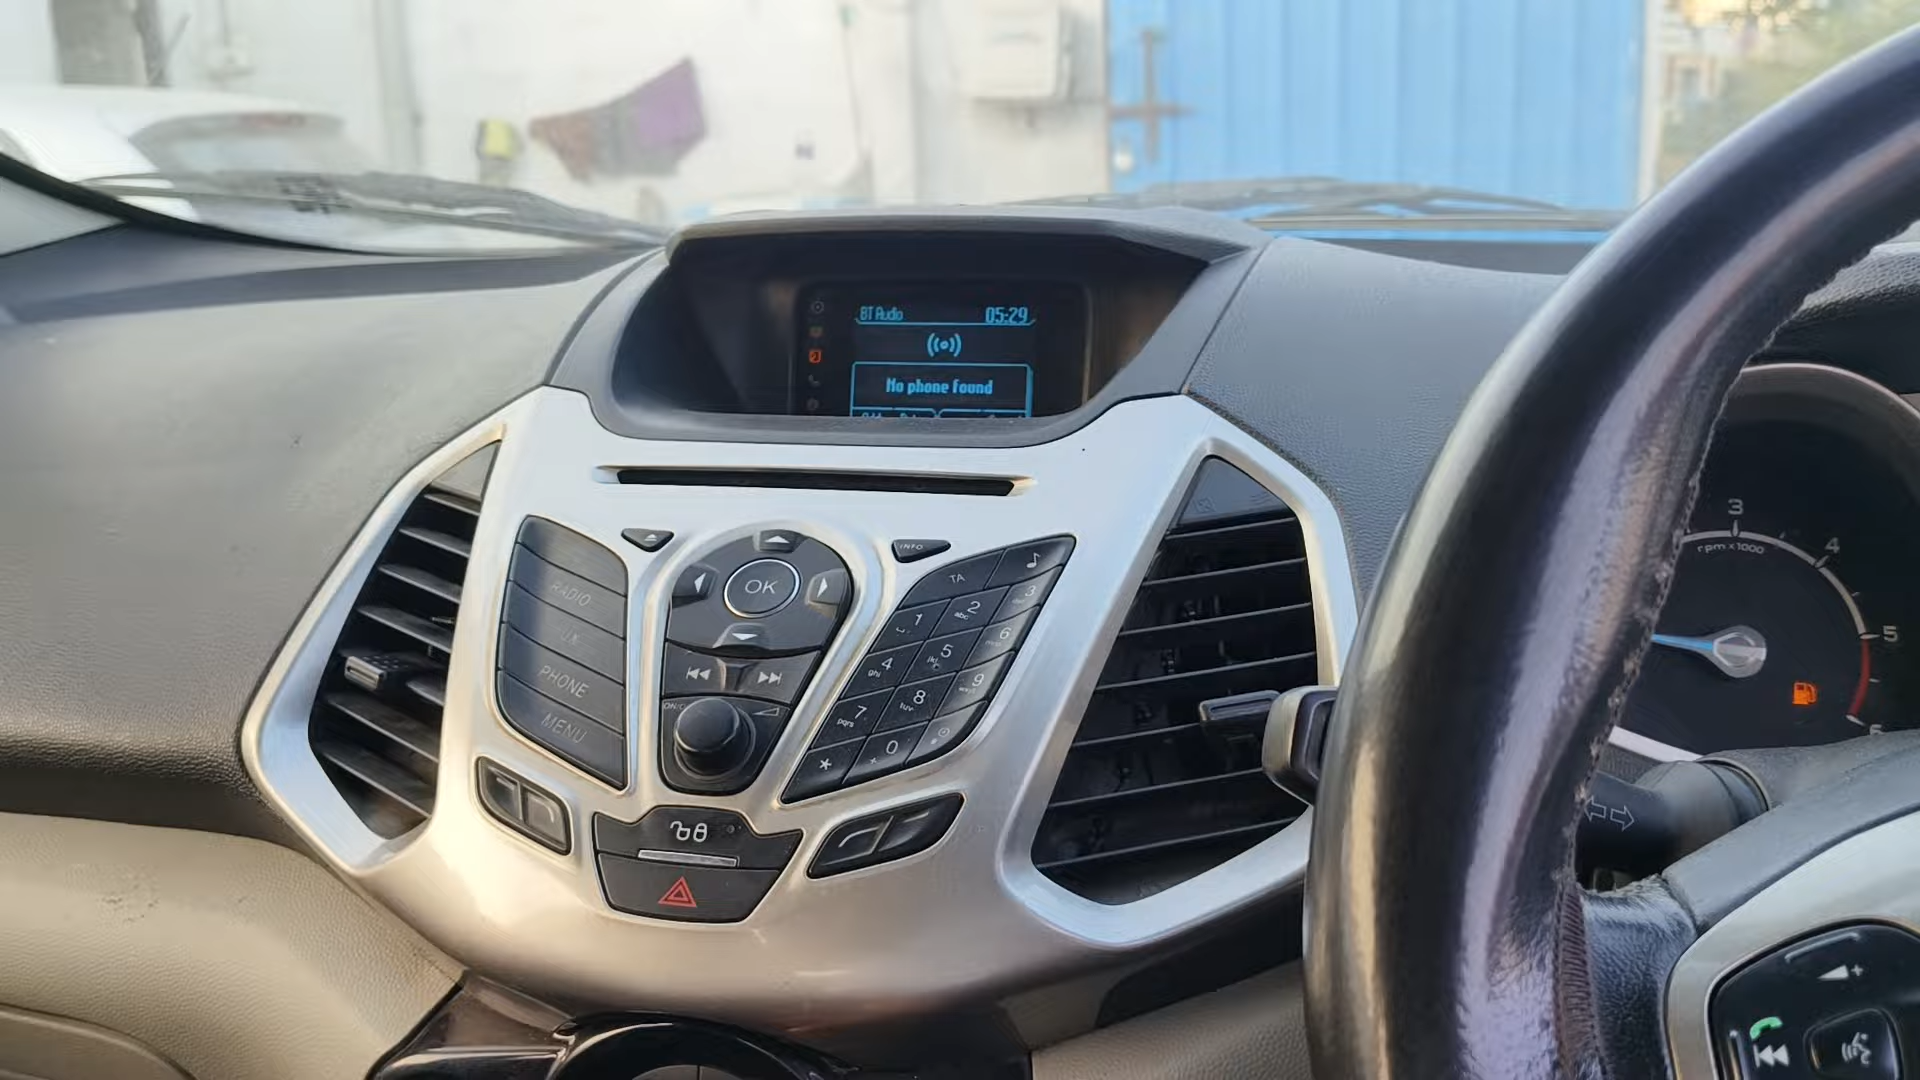 BT Audio 05:29
No phone found
INFO
RADIO
AUX
PHONE
MENU
OK
TA
1
2 abc
3 def
4 ghi
5 jkl
6 mno
7 pqrs
8 tuv
9 wxyz
*
0 +
3
4
5
6
rpm x1000